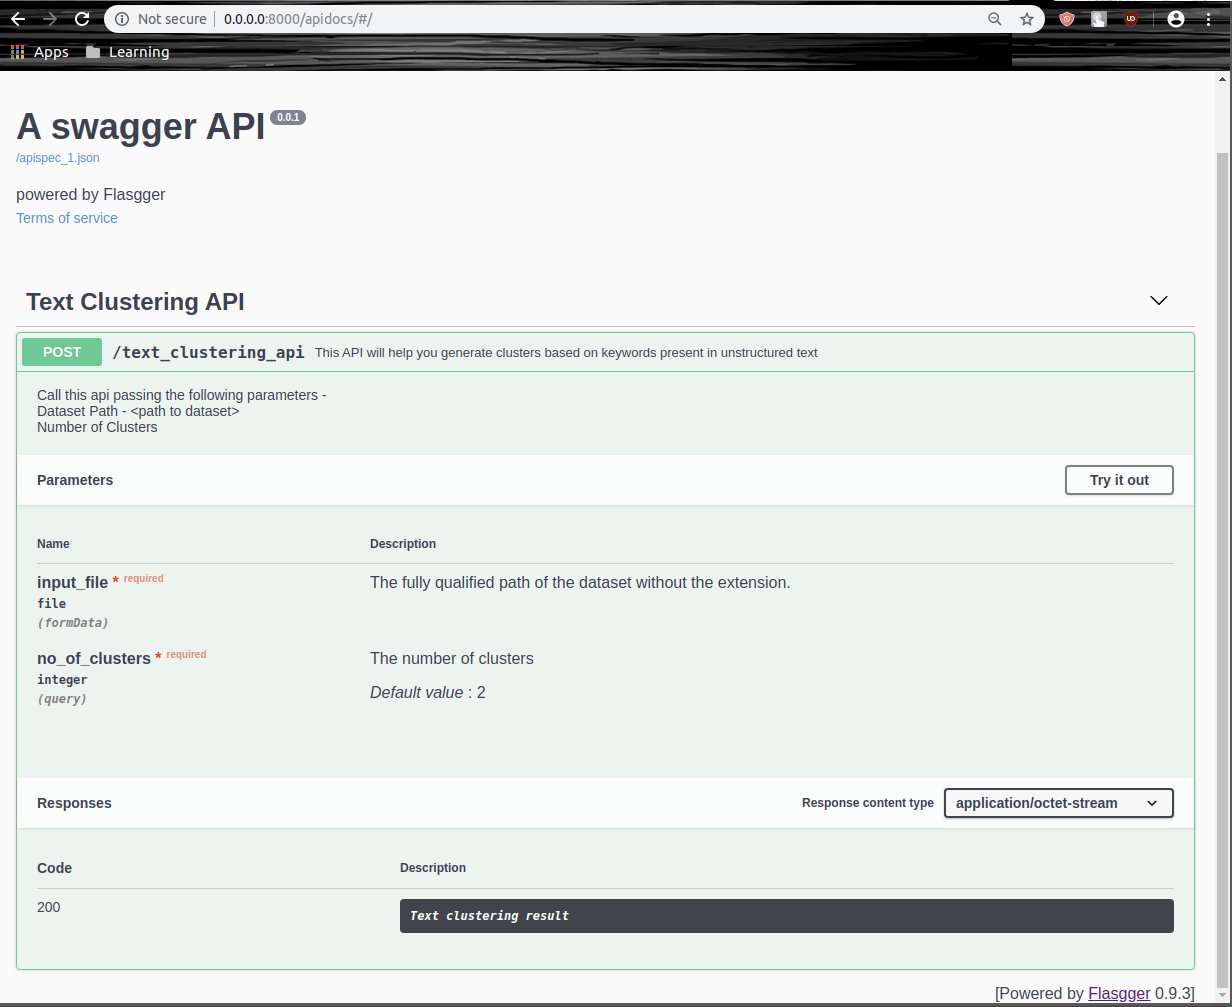 Not secure 0.0.0.0:8000/apidocs/#/
Apps Learning
A swagger API 0.0.1
/apispec_1.json
powered by Flasgger
Terms of service
Text Clustering API
POST /text_clustering_api This API will help you generate clusters based on keywords present in unstructured text
Call this api passing the following parameters -
Dataset Path - <path to dataset>
Number of Clusters
Parameters Try it out
Name Description
input_file * required The fully qualified path of the dataset without the extension.
file
(formData)
no_of_clusters * required The number of clusters
integer
(query) Default value : 2
Responses Response content type application/octet-stream
Code Description
200 Text clustering result
[Powered by Flasgger 0.9.3]